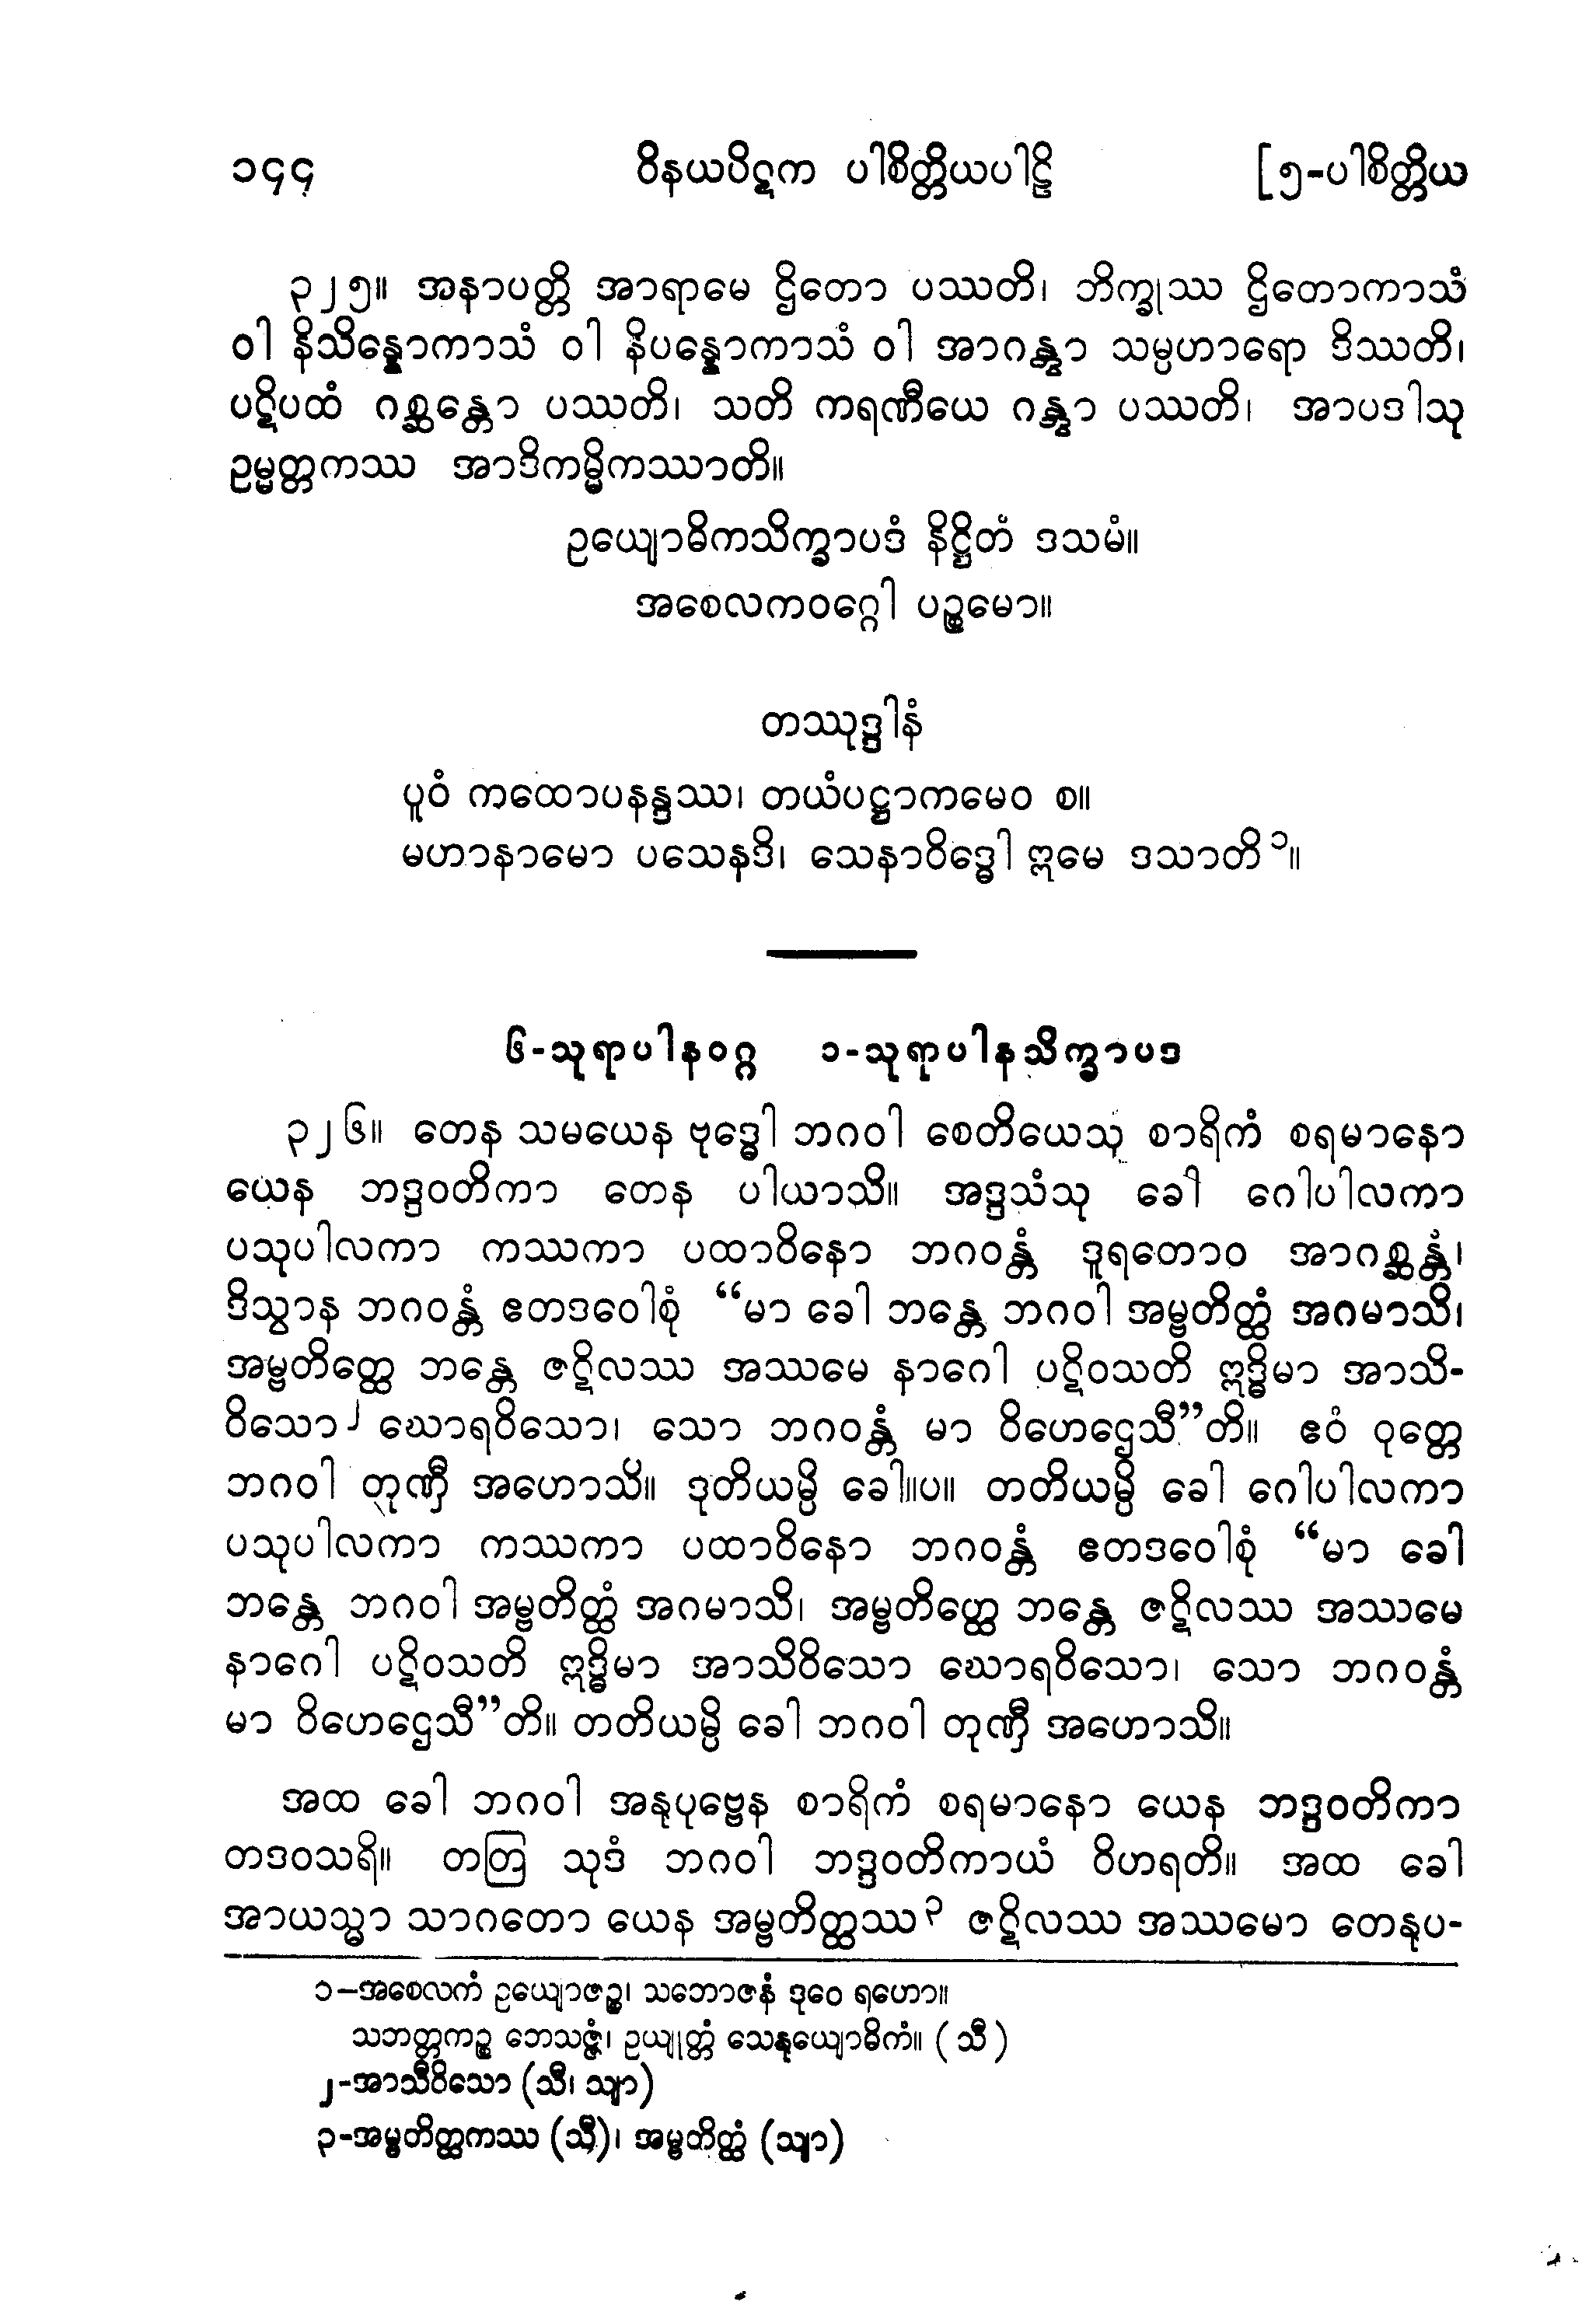 ၁၄၄ ဝိနယပိဋက ပါစိတ္တိယပါဠိ [၅-ပါစိတ္တိယ
၃၂၅။ အနာပတ္တိ အာရာမေ ဌိတော ပဿတိ၊ ဘိက္ခုဿ ဌိတောကာသံ
ဝါ နိသိန္နောကာသံ ဝါ နိပန္နောကာသံ ဝါ အာဂန္တွာ သမ္ပဟာရော ဒိဿတိ၊
ပဋိပထံ ဂစ္ဆန္တော ပဿတိ၊ သတိ ကရဏီယေ ဂန္တွာ ပဿတိ၊ အာပဒါသု
ဥမ္မတ္တကဿ အာဒိကမ္မိကဿာတိ။
ဥယျောဓိကသိက္ခာပဒံ နိဋ္ဌိတံ ဒသမံ။
အစေလကဝဂ္ဂေါ ပဉ္စမော။
တဿုဒ္ဒါနံ
ပူဝံ ကထောပနန္ဒဿ၊ တယံပဋ္ဌာကမေဝ စ။
မဟာနာမော ပသေနဒိ၊ သေနာဝိဒ္ဓေါ ဣမေ ဒသာတိ ၁။
၆-သုရာပါနဝဂ္ဂ ၁-သုရာပါနသိက္ခာပဒ
၃၂၆။ တေန သမယေန ဗုဒ္ဓေါ ဘဂဝါ စေတိယေသု စာရိကံ စရမာနော
ယေန ဘဒ္ဒဝတိကာ တေန ပါယာသိ။ အဒ္ဒသံသု ခေါ ဂေါပါလကာ
ပသုပါလကာ ကဿကာ ပထာဝိနော ဘဂဝန္တံ ဒူရတောဝ အာဂစ္ဆန္တံ၊
ဒိသွာန ဘဂဝန္တံ ဧတဒဝေါစုံ “မာ ခေါ ဘန္တေ ဘဂဝါ အမ္ဗတိတ္ထံ အဂမာသိ၊
အမ္ဗတိတ္ထေ ဘန္တေ ဇဋိလဿ အဿမေ နာဂေါ ပဋိဝသတိ ဣဒ္ဓိမာ အာသိ-
ဝိသော၂ ဃောရဝိသော၊ သော ဘဂဝန္တံ မာ ဝိဟေဌေသီ”တိ။ ဧဝံ ဝုတ္တေ
ဘဂဝါ တုဏှီ အဟောသိ။ ဒုတိယမ္ပိ ခေါ။ပ။ တတိယမ္ပိ ခေါ ဂေါပါလကာ
ပသုပါလကာ ကဿကာ ပထာဝိနော ဘဂဝန္တံ ဧတဒဝေါစုံ “မာ ခေါ
ဘန္တေ ဘဂဝါ အမ္ဗတိတ္ထံ အဂမာသိ၊ အမ္ဗတိတ္ထေ ဘန္တေ ဇဋိလဿ အဿမေ
နာဂေါ ပဋိဝသတိ ဣဒ္ဓိမာ အာသိဝိသော ဃောရဝိသော၊ သော ဘဂဝန္တံ
မာ ဝိဟေဌေသီ”တိ။ တတိယမ္ပိ ခေါ ဘဂဝါ တုဏှီ အဟောသိ။
အထ ခေါ ဘဂဝါ အနုပုဗ္ဗေန စာရိကံ စရမာနော ယေန ဘဒ္ဒဝတိကာ
တဒဝသရိ။ တတြ သုဒံ ဘဂဝါ ဘဒ္ဒဝတိကာယံ ဝိဟရတိ။ အထ ခေါ
အာယသ္မာ သာဂတော ယေန အမ္ဗတိတ္ထဿ၃ ဇဋိလဿ အဿမော တေနုပ-
၁-အစေလကံ ဥယျောဇဉ္စ၊ သဘောဇနံ ဒုဝေ ရဟော။
သဘတ္တကဉ္စ ဘေသဇ္ဇံ၊ ဥယျုတ္တံ သေနုယျောဓိကံ။ (သီ)
၂-အာသီဝိသော (သီ၊ သျာ)
၃-အမ္ဗတိတ္ထကဿ (သီ)၊ အမ္ဗတိတ္ထံ (သျာ)